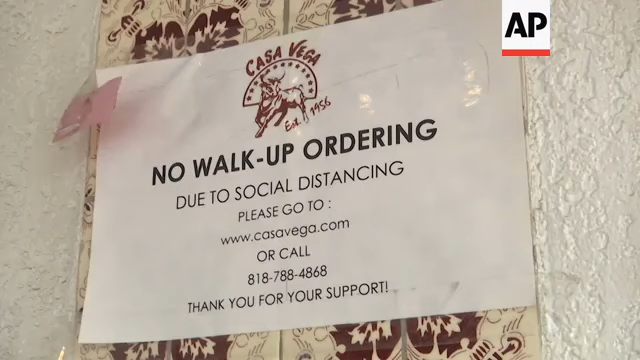 AP
CASA VEGA
Est. 1956
NO WALK-UP ORDERING
DUE TO SOCIAL DISTANCING
PLEASE GO TO :
www.casavega.com
OR CALL
818-788-4868
THANK YOU FOR YOUR SUPPORT!